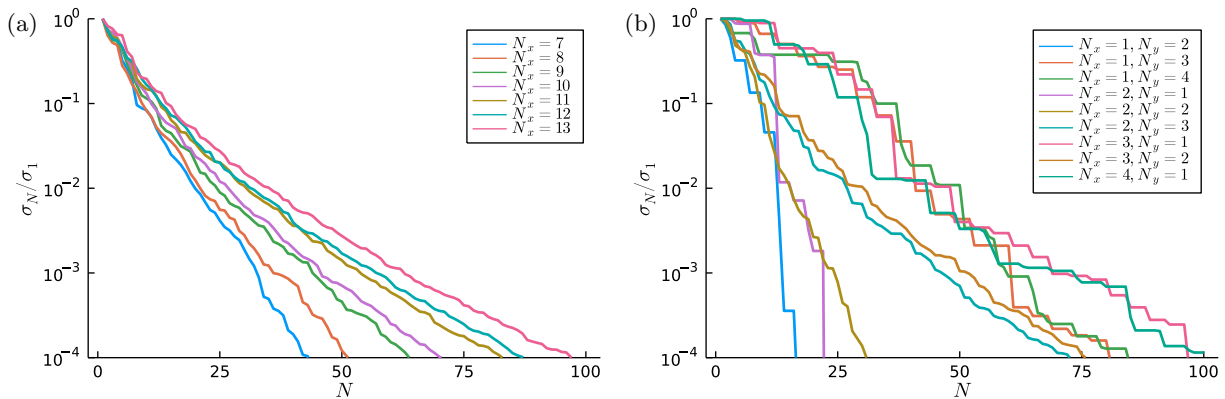 (a)
10⁰
10⁻¹
10⁻²
10⁻³
10⁻⁴
σ_N/σ_1
0
25
50
75
100
N
N_x = 7
N_x = 8
N_x = 9
N_x = 10
N_x = 11
N_x = 12
N_x = 13
(b)
10⁰
10⁻¹
10⁻²
10⁻³
10⁻⁴
σ_N/σ_1
0
25
50
75
100
N
N_x = 1, N_y = 2
N_x = 1, N_y = 3
N_x = 1, N_y = 4
N_x = 2, N_y = 1
N_x = 2, N_y = 2
N_x = 2, N_y = 3
N_x = 3, N_y = 1
N_x = 3, N_y = 2
N_x = 4, N_y = 1